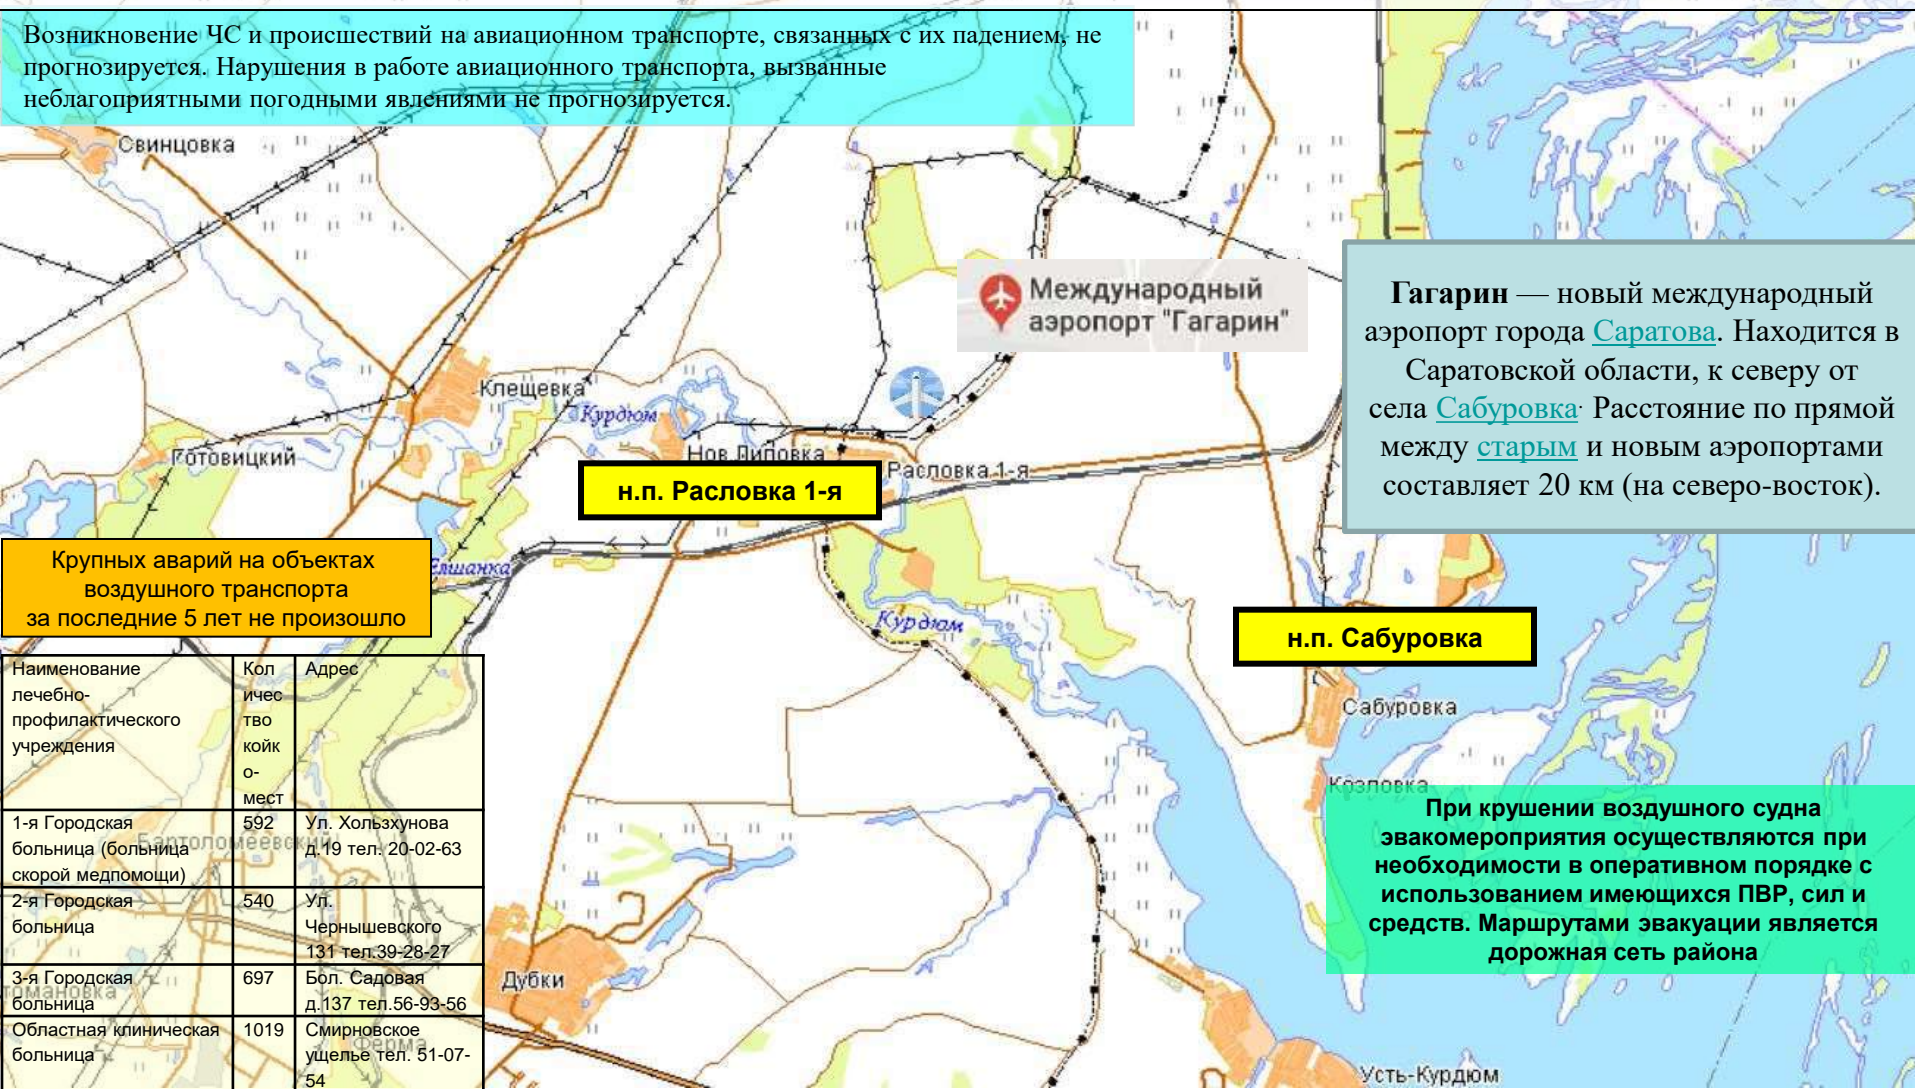 Возникновение ЧС и происшествий на авиационном транспорте, связанных с их падением, не
прогнозируется. Нарушения в работе авиационного транспорта, вызванные
неблагоприятными погодными явлениями не прогнозируется.
Свинцовка
Международный
аэропорт "Гагарин"
Гагарин — новый международный
аэропорт города Саратова. Находится в
Саратовской области, к северу от
села Сабуровка. Расстояние по прямой
между старым и новым аэропортами
составляет 20 км (на северо-восток).
Клещевка
Курдюм
Готовицкий
Нов Липовка
Расловка 1-я
н.п. Расловка 1-я
Крупных аварий на объектах
воздушного транспорта
за последние 5 лет не произошло
Елшанка
Курдюм
н.п. Сабуровка
Сабуровка
Козловка
Наименование
лечебно-
профилактического
учреждения
Кол
ичес
тво
койк
о-
мест
Адрес
1-я Городская
больница (больница
скорой медпомощи)
592
Ул. Хользхунова
д.19 тел. 20-02-63
2-я Городская
больница
540
Ул.
Чернышевского
131 тел.39-28-27
3-я Городская
больница
697
Бол. Садовая
д.137 тел.56-93-56
Областная клиническая
больница
1019
Смирновское
ущелье тел. 51-07-
54
Бартоломеевский
Ферма
Дубки
При крушении воздушного судна
эвакомероприятия осуществляются при
необходимости в оперативном порядке с
использованием имеющихся ПВР, сил и
средств. Маршрутами эвакуации является
дорожная сеть района
Усть-Курдюм